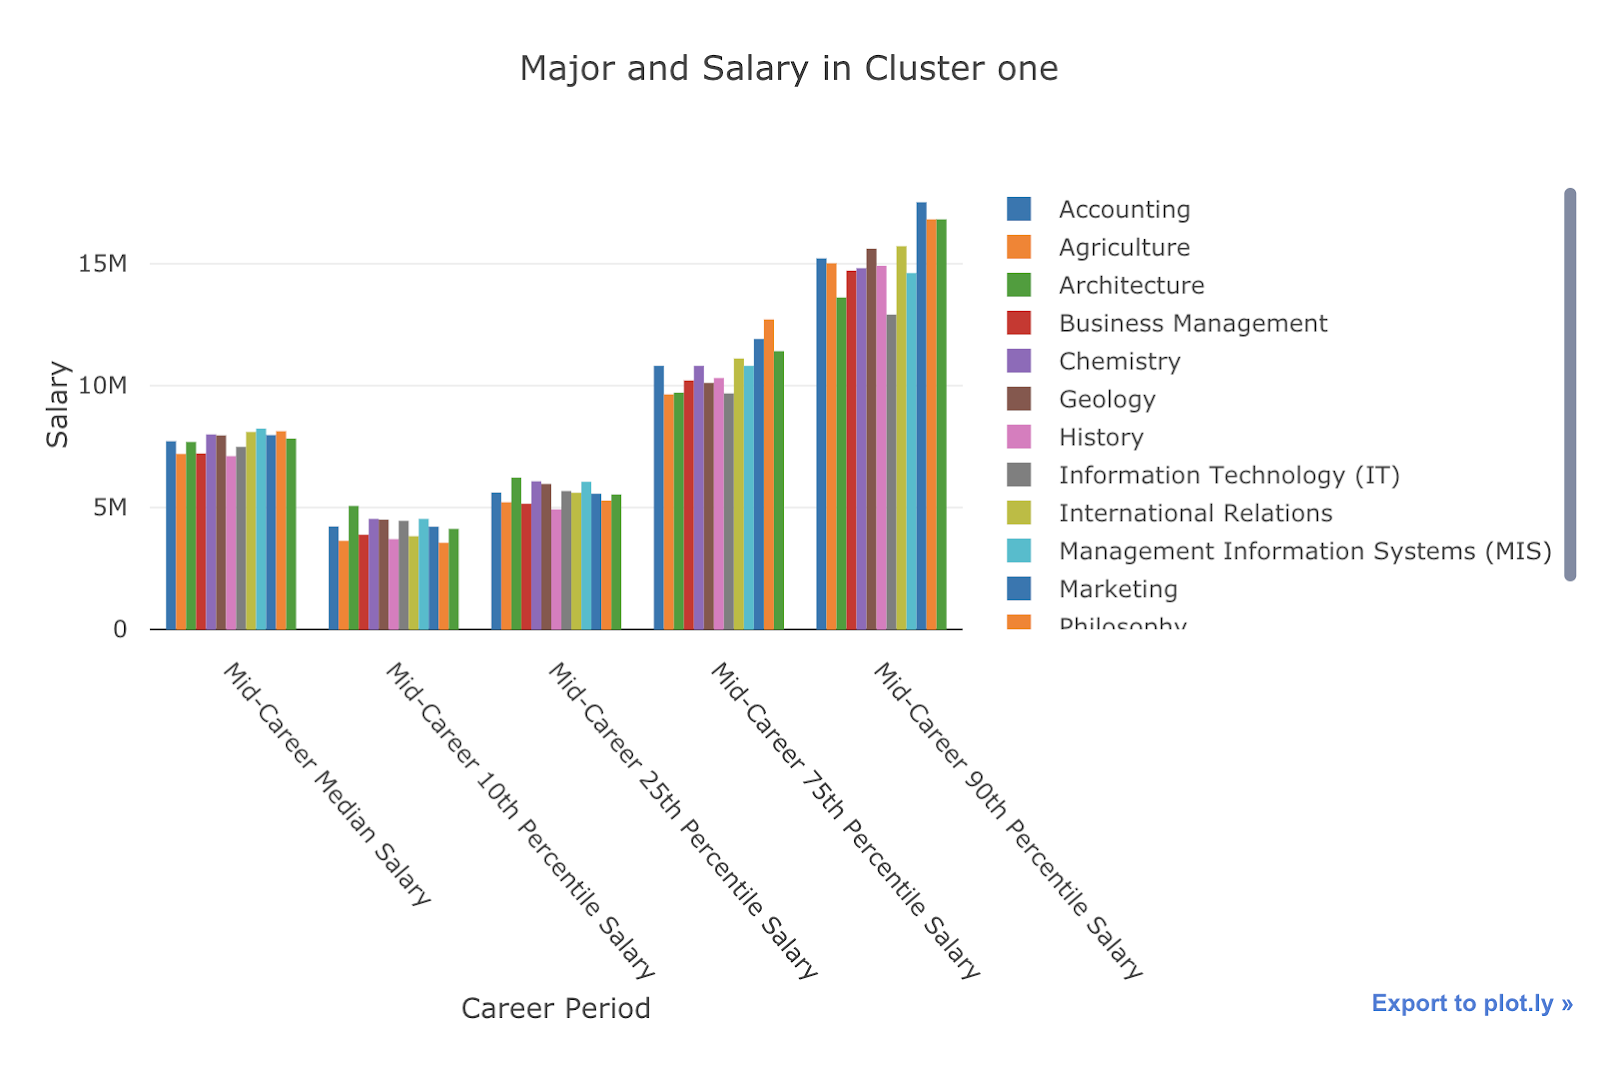 Major and Salary in Cluster one
Salary
15M
10M
5M
0
Accounting
Agriculture
Architecture
Business Management
Chemistry
Geology
History
Information Technology (IT)
International Relations
Management Information Systems (MIS)
Marketing
Philosophy
Mid-Career Median Salary
Mid-Career 10th Percentile Salary
Mid-Career 25th Percentile Salary
Mid-Career 75th Percentile Salary
Mid-Career 90th Percentile Salary
Career Period
Export to plot.ly »